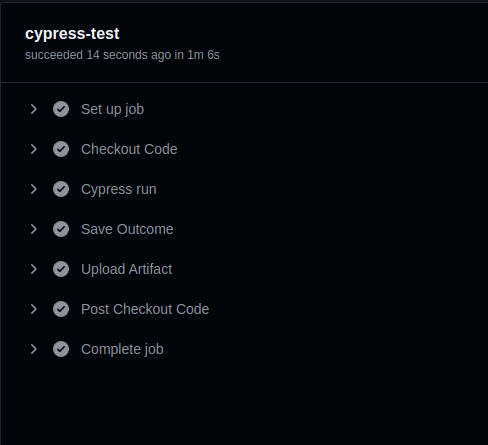 cypress-test
succeeded 14 seconds ago in 1m 6s
Set up job
Checkout Code
Cypress run
Save Outcome
Upload Artifact
Post Checkout Code
Complete job